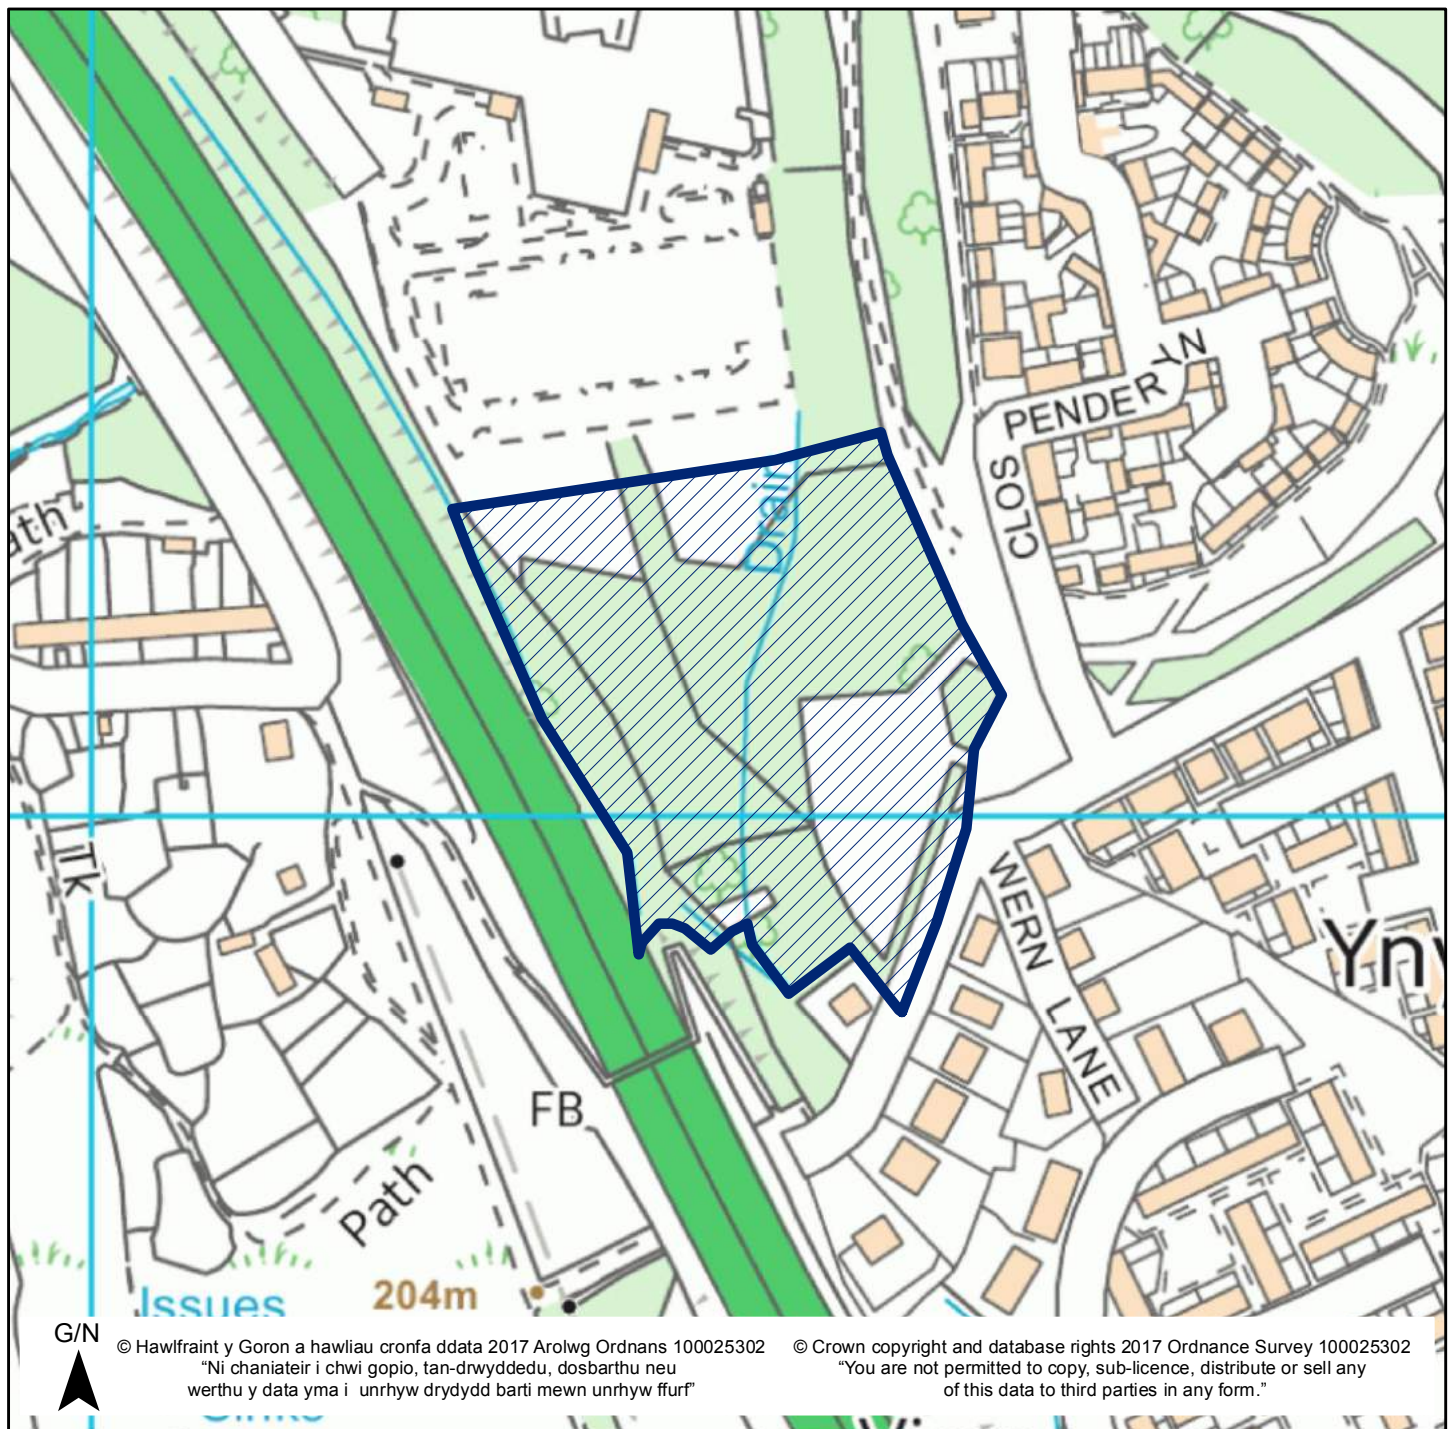 PENDERYN
CLOS
Drain
Tk
WERN LANE
FB
Path
Issues
204m
G/N
© Hawlfraint y Goron a hawliau cronfa ddata 2017 Arolwg Ordnans 100025302
“Ni chaniateir i chwi gopio, tan-drwyddedu, dosbarthu neu
werthu y data yma i unrhyw drydydd barti mewn unrhyw ffurf”
© Crown copyright and database rights 2017 Ordnance Survey 100025302
“You are not permitted to copy, sub-licence, distribute or sell any
of this data to third parties in any form.”